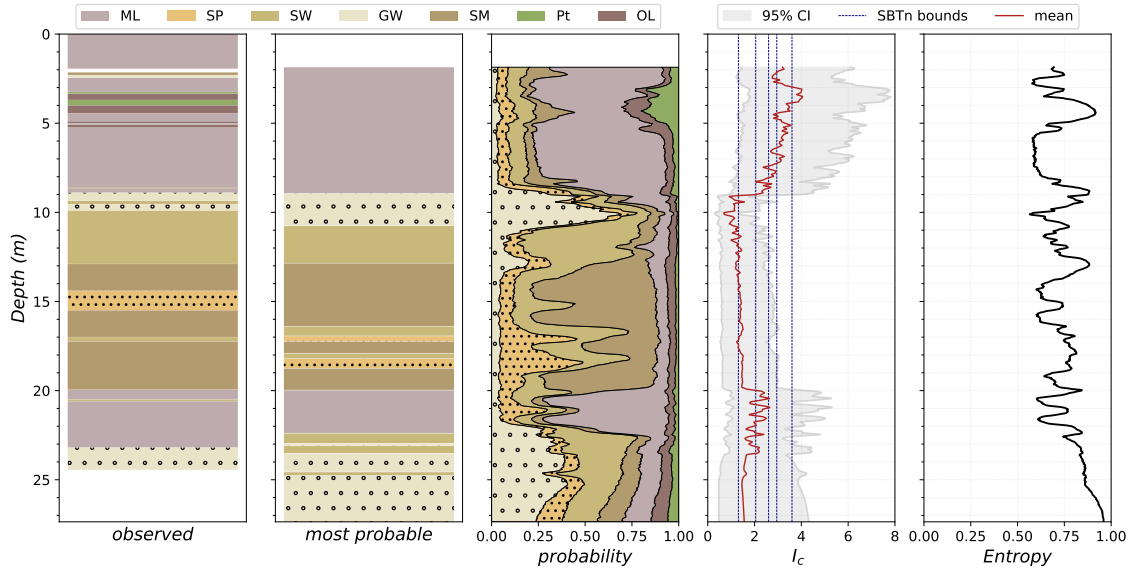 ML SP SW GW SM Pt OL
95% CI SBTn bounds mean
0
5
10
15
20
25
Depth (m)
0.00 0.25 0.50 0.75 1.00
0 2 4 6 8
0.00 0.25 0.50 0.75 1.00
observed most probable probability I_c Entropy